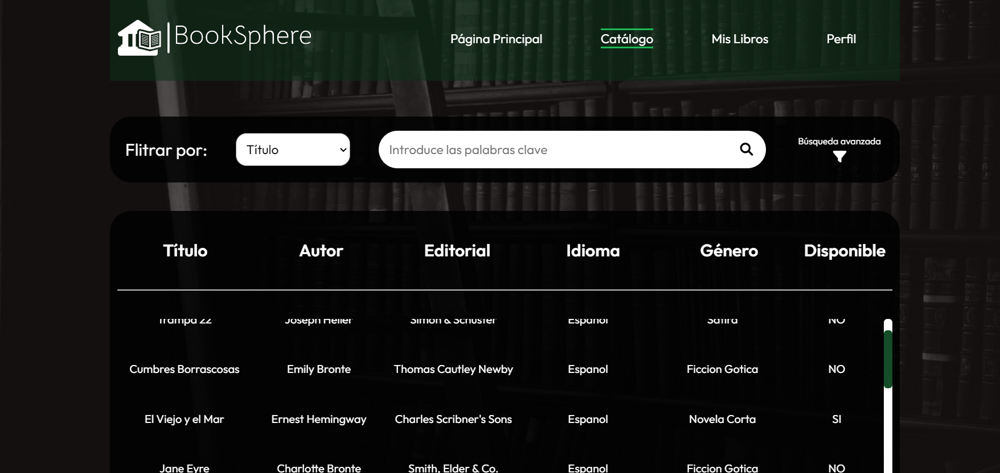 BookSphere
Página Principal
Catálogo
Mis Libros
Perfil
Flitrar por:
Título
Introduce las palabras clave
Búsqueda avanzada
Título Autor Editorial Idioma Género Disponible
Trampa 22 Joseph Heller Simon & Schuster Espanol Satira NO
Cumbres Borrascosas Emily Bronte Thomas Cautley Newby Espanol Ficcion Gotica NO
El Viejo y el Mar Ernest Hemingway Charles Scribner's Sons Espanol Novela Corta SI
Jane Eyre Charlotte Bronte Smith, Elder & Co. Espanol Ficcion Gotica NO